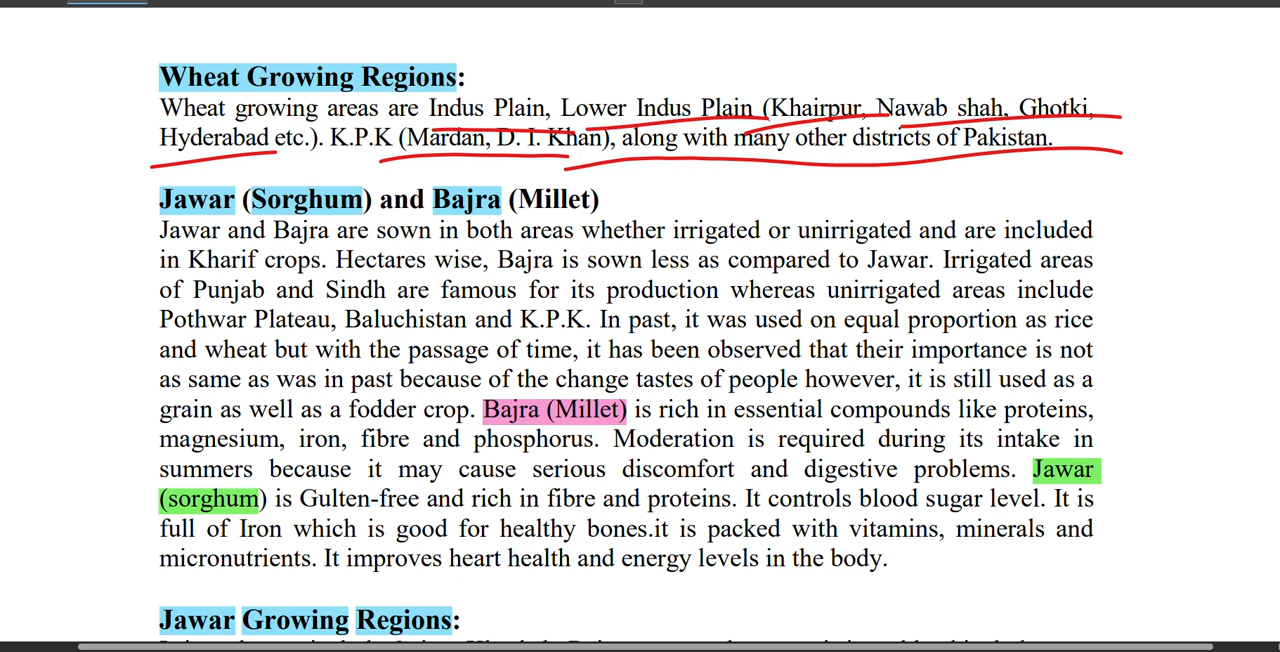 Wheat Growing Regions:
Wheat growing areas are Indus Plain, Lower Indus Plain (Khairpur, Nawab shah, Ghotki,
Hyderabad etc.). K.P.K (Mardan, D. I. Khan), along with many other districts of Pakistan.
Jawar (Sorghum) and Bajra (Millet)
Jawar and Bajra are sown in both areas whether irrigated or unirrigated and are included
in Kharif crops. Hectares wise, Bajra is sown less as compared to Jawar. Irrigated areas
of Punjab and Sindh are famous for its production whereas unirrigated areas include
Pothwar Plateau, Baluchistan and K.P.K. In past, it was used on equal proportion as rice
and wheat but with the passage of time, it has been observed that their importance is not
as same as was in past because of the change tastes of people however, it is still used as a
grain as well as a fodder crop. Bajra (Millet) is rich in essential compounds like proteins,
magnesium, iron, fibre and phosphorus. Moderation is required during its intake in
summers because it may cause serious discomfort and digestive problems. Jawar
(sorghum) is Gulten-free and rich in fibre and proteins. It controls blood sugar level. It is
full of Iron which is good for healthy bones.it is packed with vitamins, minerals and
micronutrients. It improves heart health and energy levels in the body.
Jawar Growing Regions: